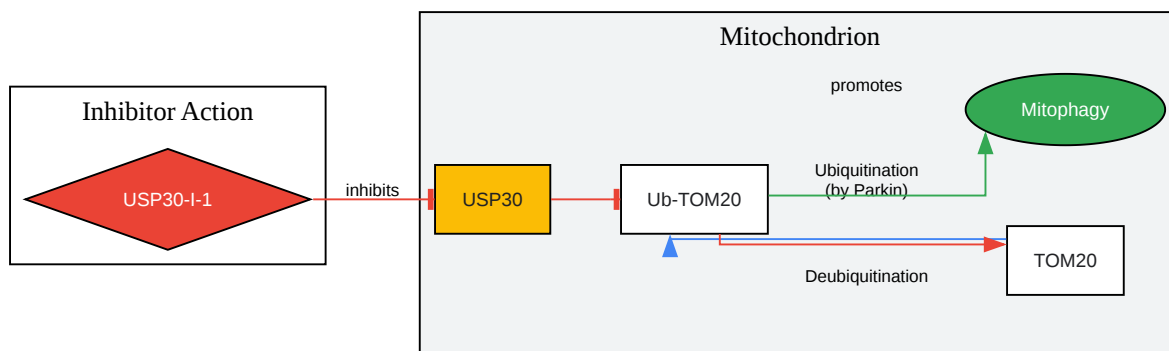 Mitochondrion
Inhibitor Action
promotes
Mitophagy
USP30-I-1
inhibits
USP30
Ub-TOM20
Ubiquitination
(by Parkin)
Deubiquitination
TOM20